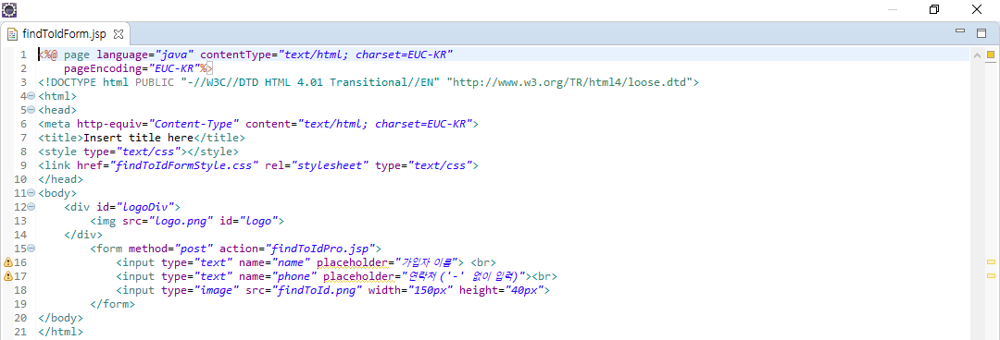 findToIdForm.jsp
1 <%@ page language="java" contentType="text/html; charset=EUC-KR"
2     pageEncoding="EUC-KR"%>
3 <!DOCTYPE html PUBLIC "-//W3C//DTD HTML 4.01 Transitional//EN" "http://www.w3.org/TR/html4/loose.dtd">
4 <html>
5 <head>
6 <meta http-equiv="Content-Type" content="text/html; charset=EUC-KR">
7 <title>Insert title here</title>
8 <style type="text/css"></style>
9 <link href="findToIdFormStyle.css" rel="stylesheet" type="text/css">
10 </head>
11 <body>
12     <div id="logoDiv">
13         <img src="logo.png" id="logo">
14     </div>
15         <form method="post" action="findToIdPro.jsp">
16             <input type="text" name="name" placeholder="가입자 이름"> <br>
17             <input type="text" name="phone" placeholder="연락처 ('-' 없이 입력)"><br>
18             <input type="image" src="findToId.png" width="150px" height="40px">
19         </form>
20 </body>
21 </html>